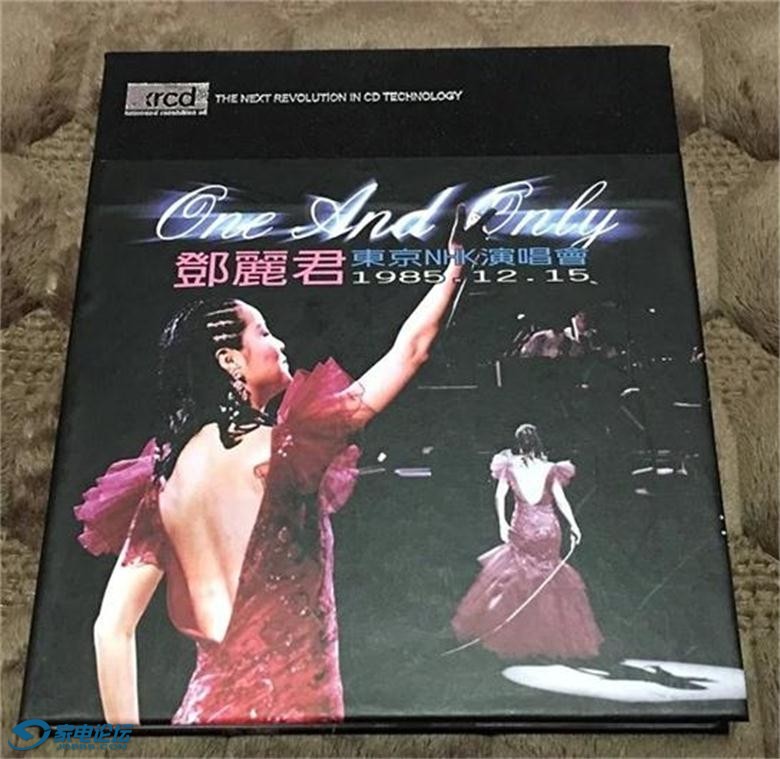 xrcd THE NEXT REVOLUTION IN CD TECHNOLOGY
One And Only
鄧麗君 東京NHK演唱會
1985.12.15
家电论坛